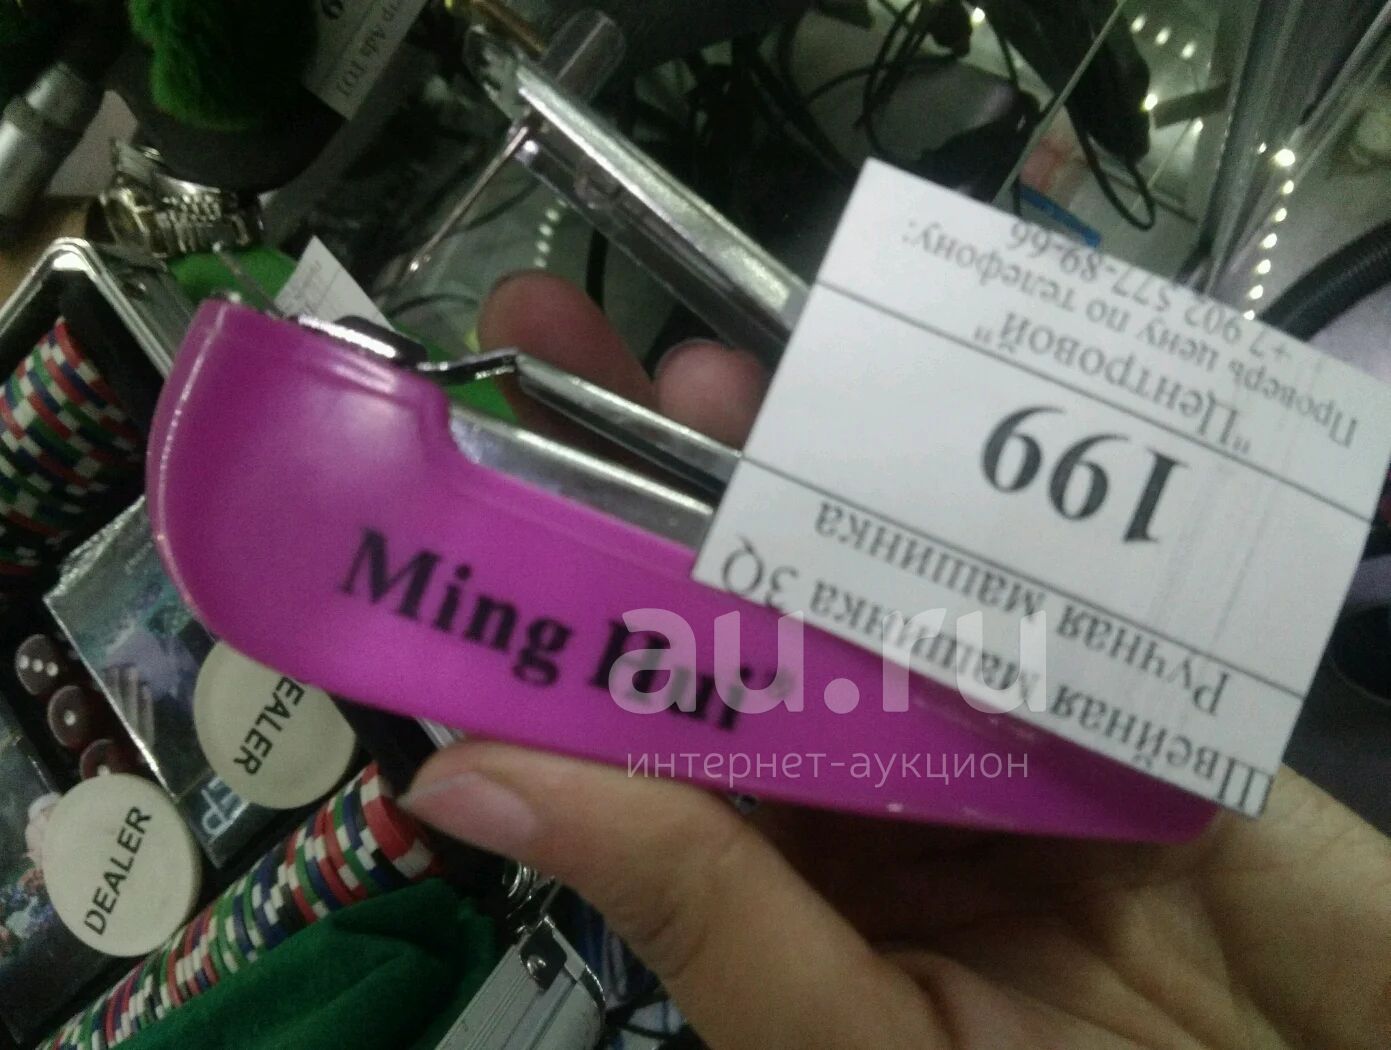 Ming Hui®
Швейная машинка 3Q
Ручная машинка
199
"Центровой"
Проверь цену по телефону:
+7 902 577-89-66
au.ru
интернет-аукцион
DEALER
DEALER